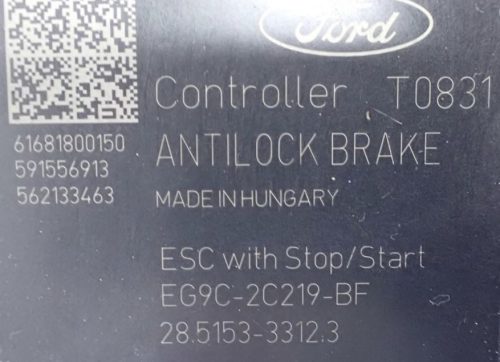 Ford
Controller T0831
61681800150
591556913
562133463
ANTILOCK BRAKE
MADE IN HUNGARY
ESC with Stop/Start
EG9C-2C219-BF
28.5153-3312.3